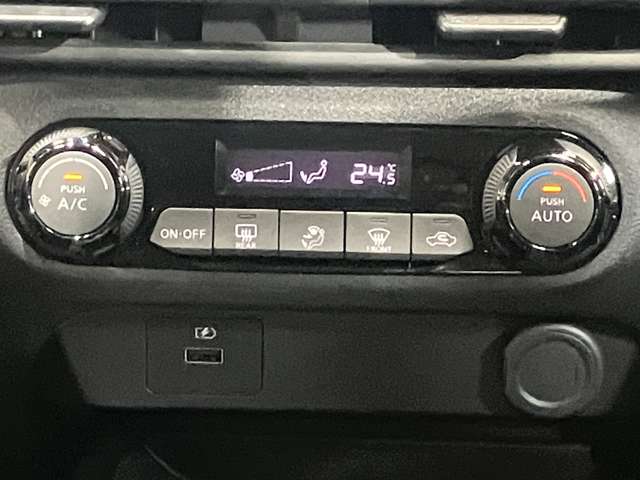 24.5°C
PUSH
A/C
PUSH
AUTO
ON·OFF
REAR
FRONT